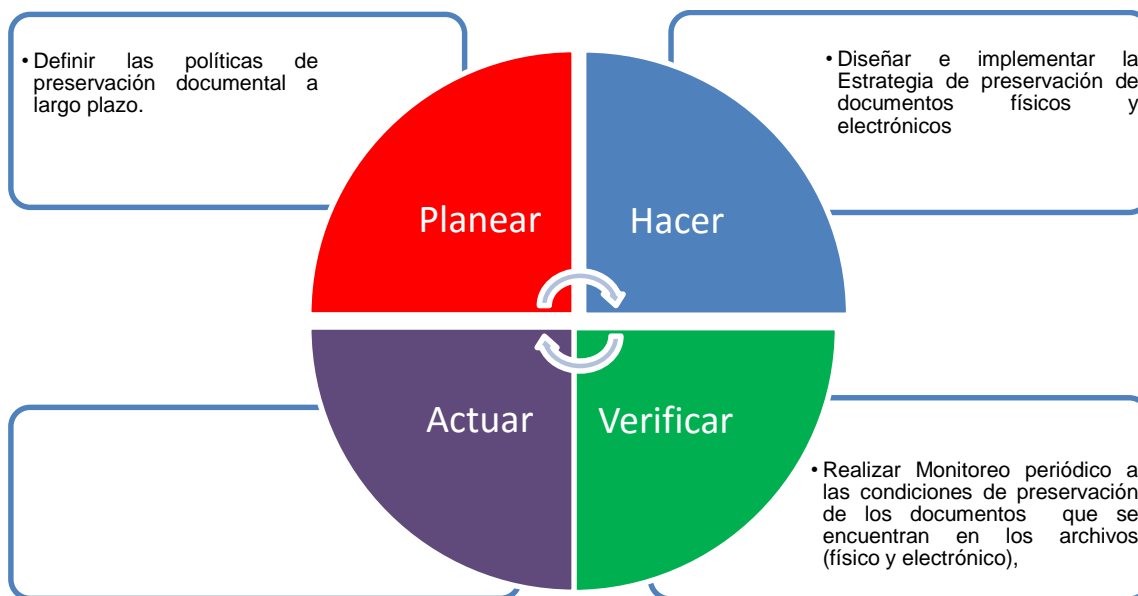 • Definir las políticas de
preservación documental a
largo plazo.
• Diseñar e implementar la
Estrategia de preservación de
documentos físicos y
electrónicos
Planear
Hacer
Actuar
Verificar
• Realizar Monitoreo periódico a
las condiciones de preservación
de los documentos que se
encuentran en los archivos
(físico y electrónico),